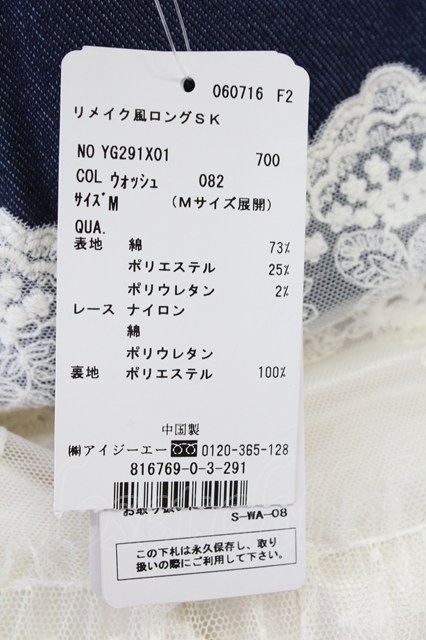 060716 F2
リメイク風ロングSK
NO YG291X01 700
COL ウォッシュ 082
サイズ M (Mサイズ展開)
QUA.
表地 綿 73%
ポリエステル 25%
ポリウレタン 2%
レース ナイロン
綿
ポリウレタン
裏地 ポリエステル 100%
中国製
㈱アイジーエー 0120-365-128
816769-0-3-291
S-WA-08
この下札は永久保存し、取り
扱いの際にご利用して下さい。